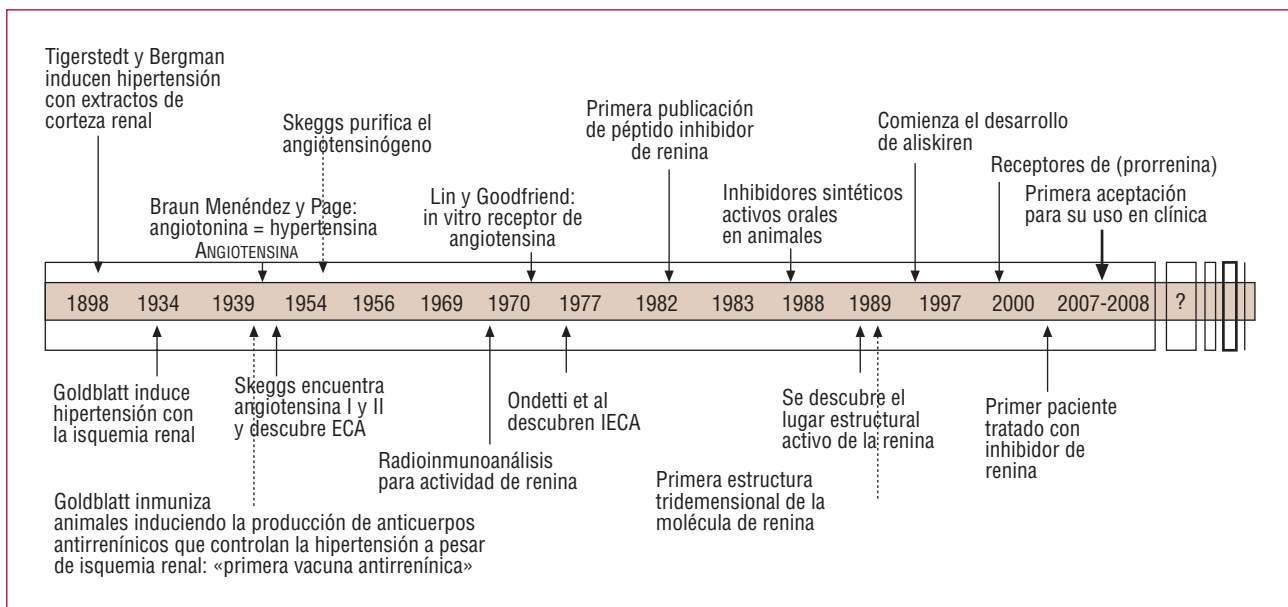 Tigerstedt y Bergman
inducen hipertensión
con extractos de
corteza renal
Skeggs purifica el
angiotensinógeno
Braun Menéndez y Page:
angiotonina = hypertensina
ANGIOTENSINA
Lin y Goodfriend:
in vitro receptor de
angiotensina
Primera publicación
de péptido inhibidor
de renina
Inhibidores sintéticos
activos orales
en animales
Comienza el desarrollo
de aliskiren
Receptores de (prorrenina)
Primera aceptación
para su uso en clínica
1898 1934 1939 1954 1956 1969 1970 1977 1982 1983 1988 1989 1997 2000 2007-2008 ?
Goldblatt induce
hipertensión con
la isquemia renal
Skeggs encuentra
angiotensina I y II
y descubre ECA
Goldblatt inmuniza
animales induciendo la producción de anticuerpos
antirrenínicos que controlan la hipertensión a pesar
de isquemia renal: «primera vacuna antirrenínica»
Radioinmunoanálisis
para actividad de renina
Ondetti et al
descubren IECA
Se descubre el
lugar estructural
activo de la renina
Primera estructura
tridemensional de la
molécula de renina
Primer paciente
tratado con
inhibidor de
renina